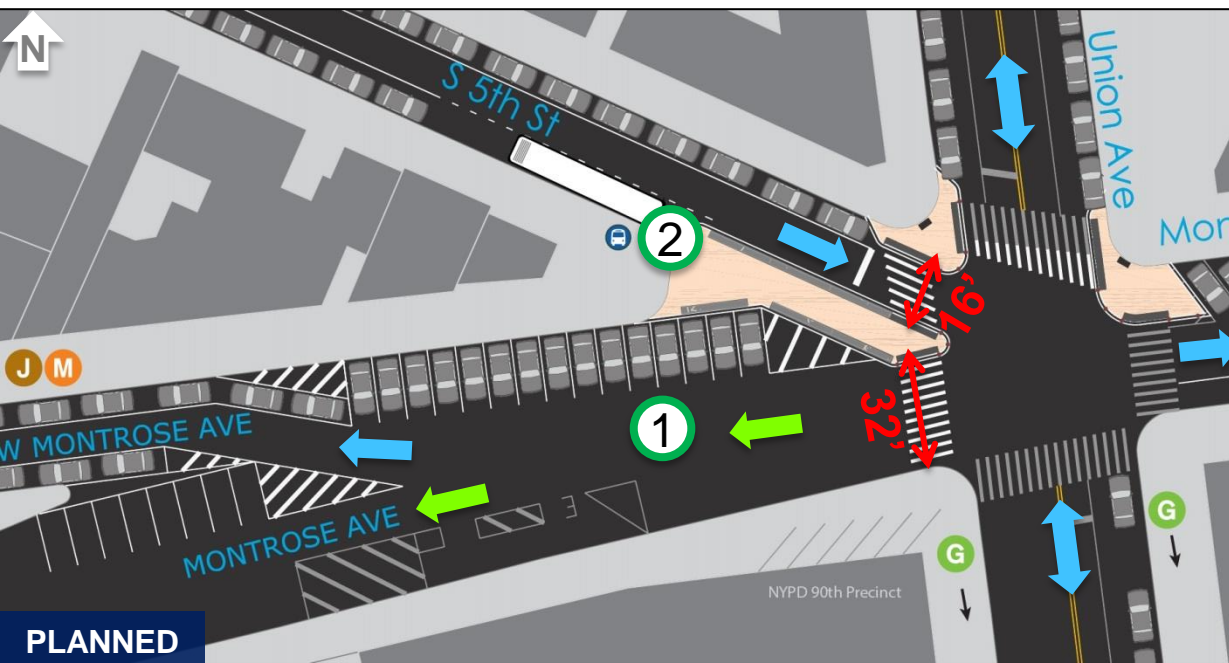 N
S 5th St
Union Ave
Mon
2
16'
J M
W MONTROSE AVE
1
32'
MONTROSE AVE
G
G
NYPD 90th Precinct
PLANNED